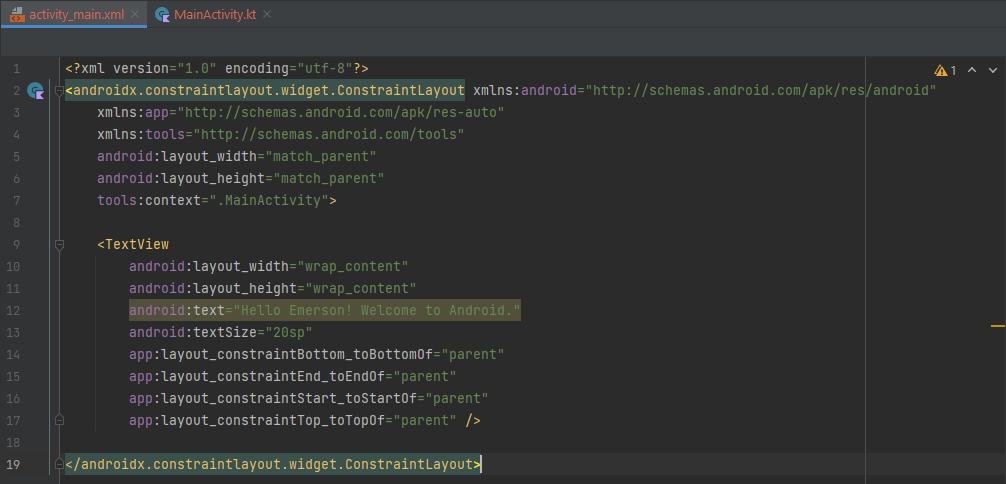 activity_main.xml MainActivity.kt
1
1 <?xml version="1.0" encoding="utf-8"?>
2 <androidx.constraintlayout.widget.ConstraintLayout xmlns:android="http://schemas.android.com/apk/res/android"
3 xmlns:app="http://schemas.android.com/apk/res-auto"
4 xmlns:tools="http://schemas.android.com/tools"
5 android:layout_width="match_parent"
6 android:layout_height="match_parent"
7 tools:context=".MainActivity">
8
9 <TextView
10 android:layout_width="wrap_content"
11 android:layout_height="wrap_content"
12 android:text="Hello Emerson! Welcome to Android."
13 android:textSize="20sp"
14 app:layout_constraintBottom_toBottomOf="parent"
15 app:layout_constraintEnd_toEndOf="parent"
16 app:layout_constraintStart_toStartOf="parent"
17 app:layout_constraintTop_toTopOf="parent" />
18
19 </androidx.constraintlayout.widget.ConstraintLayout>